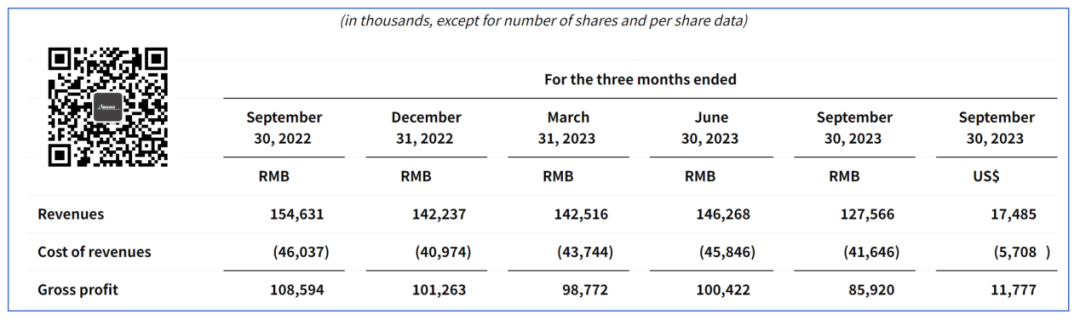 (in thousands, except for number of shares and per share data)
For the three months ended
September 30, 2022 December 31, 2022 March 31, 2023 June 30, 2023 September 30, 2023 September 30, 2023
RMB RMB RMB RMB RMB US$
Revenues 154,631 142,237 142,516 146,268 127,566 17,485
Cost of revenues (46,037) (40,974) (43,744) (45,846) (41,646) (5,708 )
Gross profit 108,594 101,263 98,772 100,422 85,920 11,777